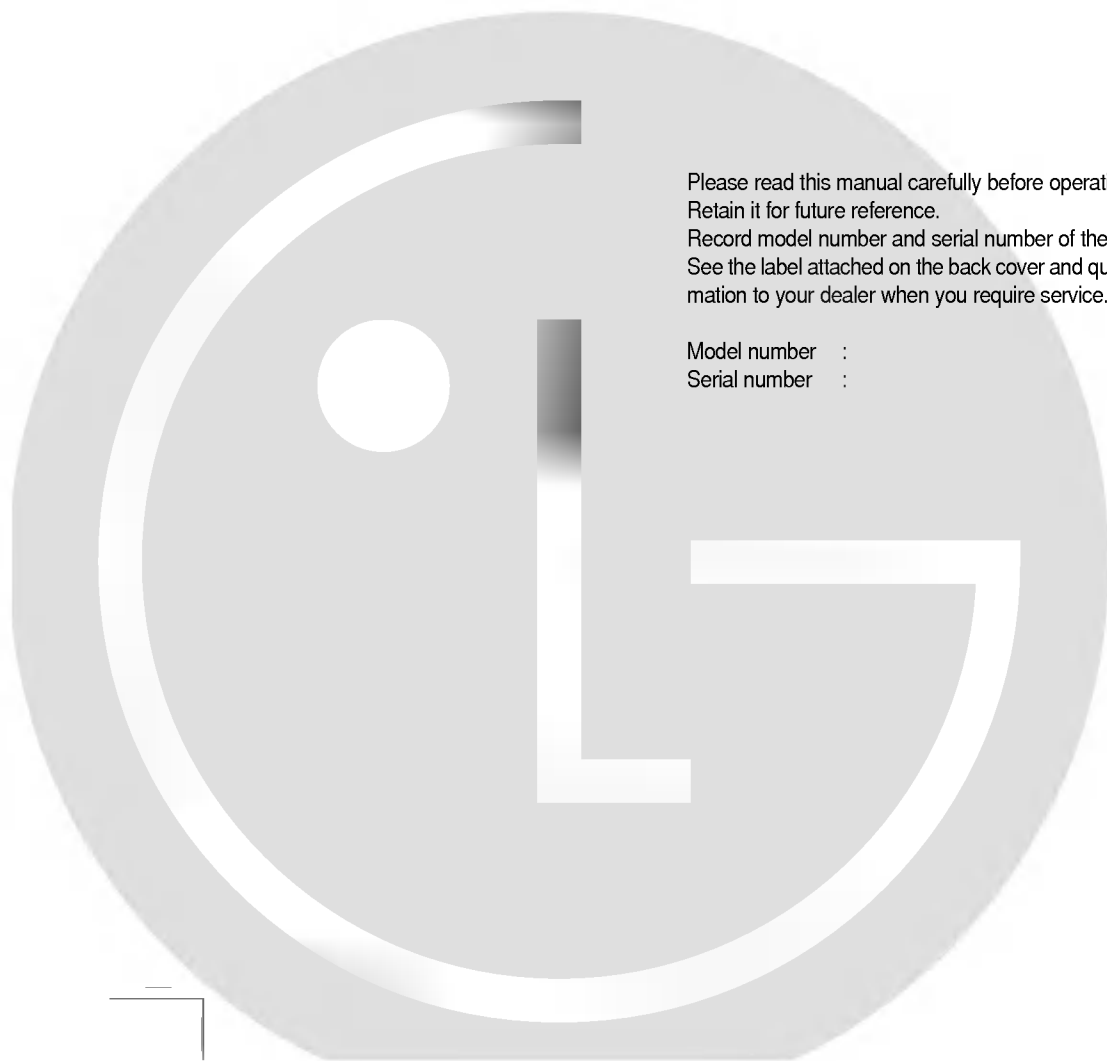 Please read this manual carefully before operati
Retain it for future reference.
Record model number and serial number of the
See the label attached on the back cover and qu
mation to your dealer when you require service.
Model number :
Serial number :